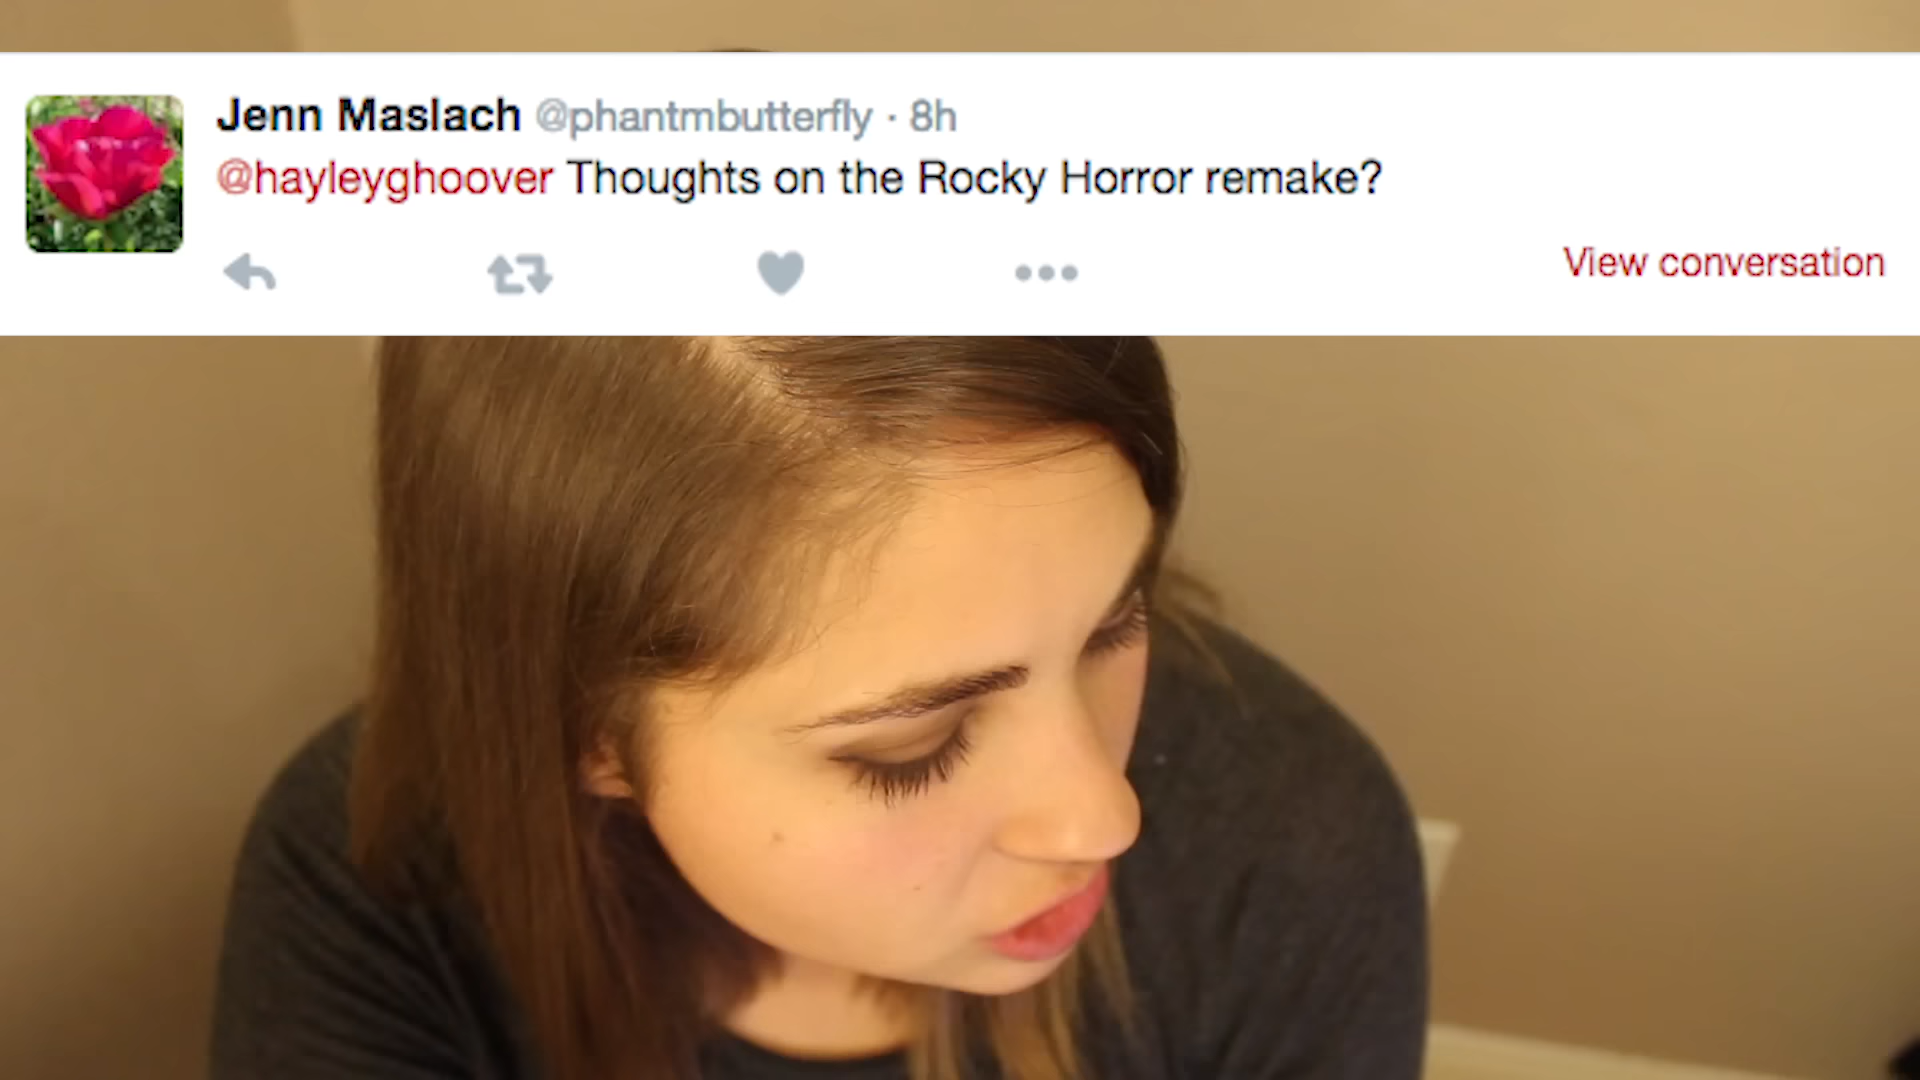 Jenn Maslach @phantmbutterfly · 8h
@hayleyghoover Thoughts on the Rocky Horror remake?
View conversation